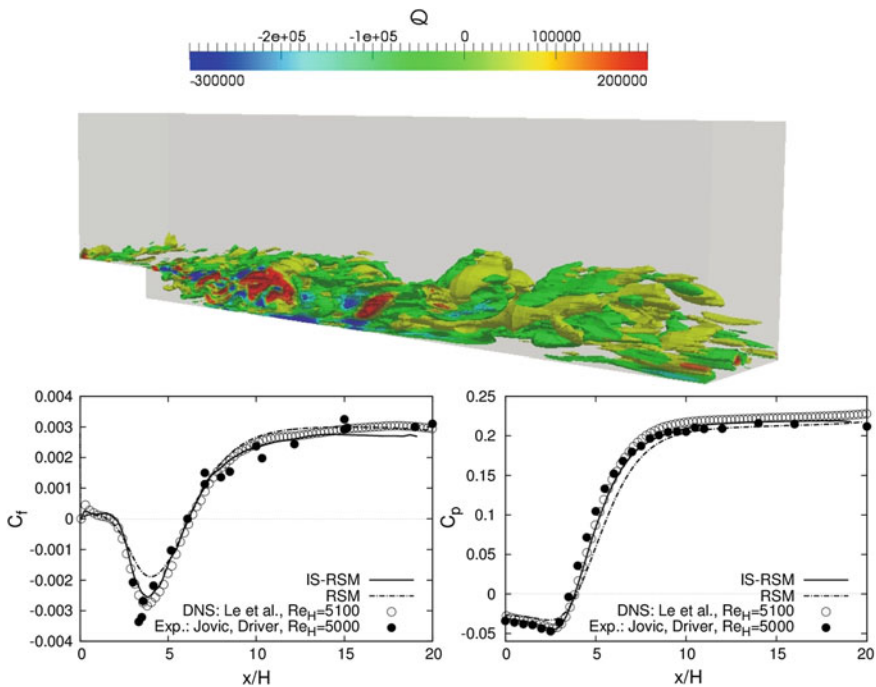 Q
-2e+05 -1e+05 0 100000
-300000 200000
0.004
0.003
0.002
0.001
0
-0.001
-0.002
-0.003
-0.004
C_f
IS-RSM
RSM
DNS: Le et al., Re_H=5100
Exp.: Jovic, Driver, Re_H=5000
0 5 10 15 20
x/H
0.25
0.2
0.15
0.1
0.05
0
-0.05
C_p
IS-RSM
RSM
DNS: Le et al., Re_H=5100
Exp.: Jovic, Driver, Re_H=5000
0 5 10 15 20
x/H